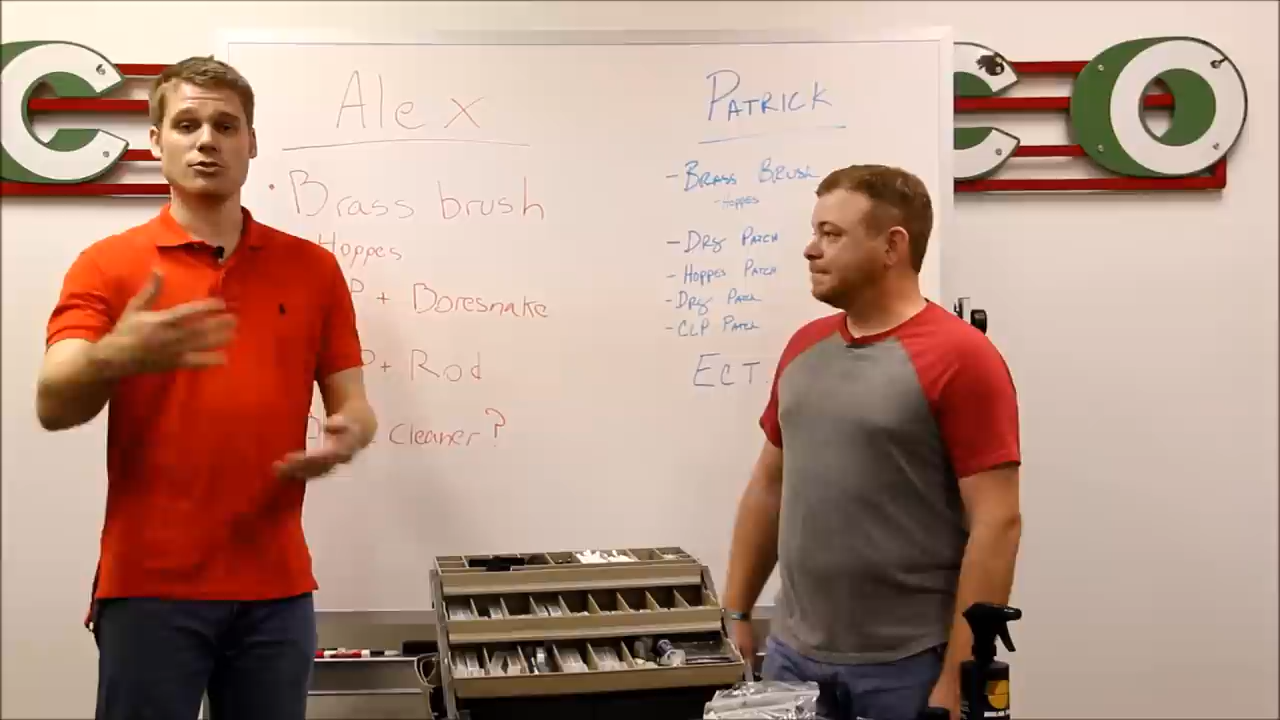 C CO
Alex
• Brass brush
Hoppes
P + Boresnake
P + Rod
cleaner?
PATRICK
- BRASS BRUSH
- HOPPES
- DRY PATCH
- HOPPES PATCH
- DRY PATCH
- CLP PATCH
ECT.